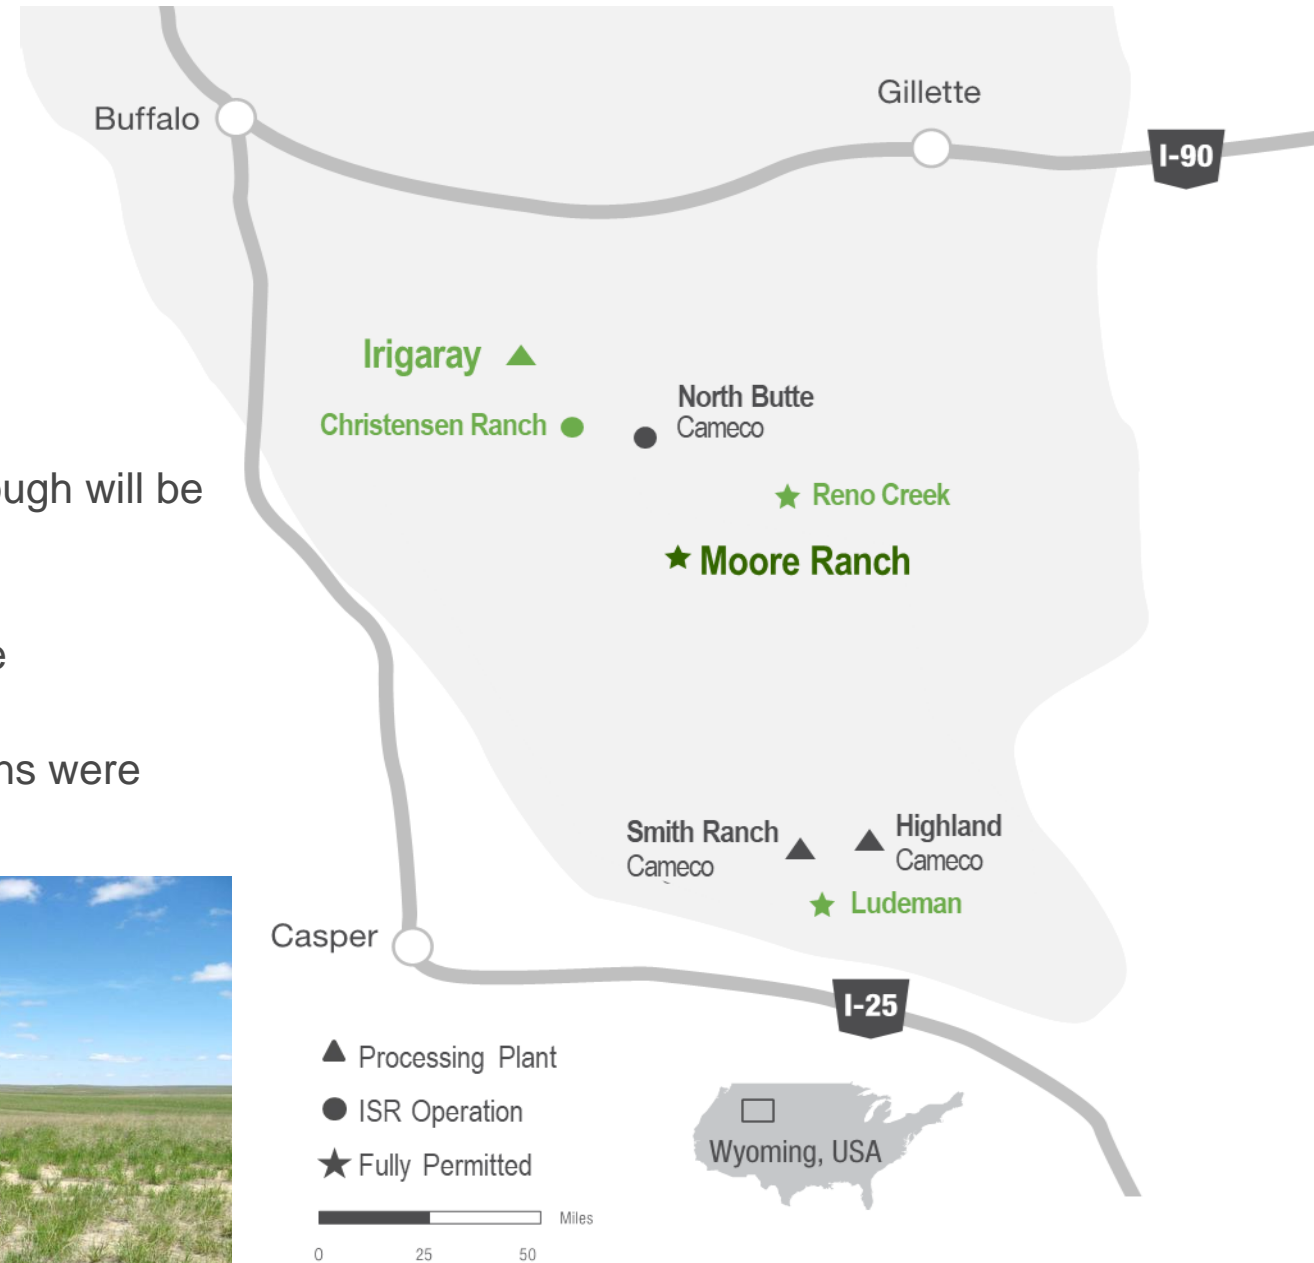 Buffalo
Gillette
I-90
Irigaray
Christensen Ranch
North Butte
Cameco
ough will be
Reno Creek
Moore Ranch
e
ns were
Smith Ranch
Cameco
Highland
Cameco
Ludeman
Casper
I-25
Processing Plant
ISR Operation
Fully Permitted
Wyoming, USA
Miles
0 25 50